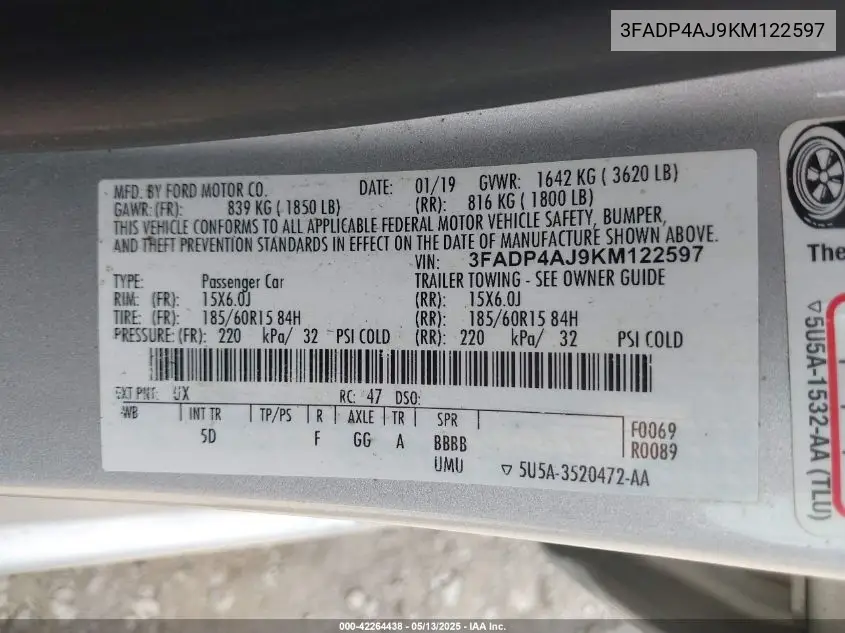 3FADP4AJ9KM122597
MFD. BY FORD MOTOR CO. DATE: 01/19 GVWR: 1642 KG ( 3620 LB)
GAWR:(FR): 839 KG ( 1850 LB) (RR): 816 KG ( 1800 LB)
THIS VEHICLE CONFORMS TO ALL APPLICABLE FEDERAL MOTOR VEHICLE SAFETY, BUMPER,
AND THEFT PREVENTION STANDARDS IN EFFECT ON THE DATE OF MANUFACTURE SHOWN ABOVE.
VIN: 3FADP4AJ9KM122597
TYPE: Passenger Car TRAILER TOWING - SEE OWNER GUIDE
RIM: (FR): 15X6.0J (RR): 15X6.0J
TIRE: (FR): 185/60R15 84H (RR): 185/60R15 84H
PRESSURE:(FR): 220 kPa/ 32 PSI COLD (RR): 220 kPa/ 32 PSI COLD
EXT PNT: UX RC: 47 DSO:
WB INT TR TP/PS R AXLE TR SPR
5D F GG A BBBB
UMU
F0069
R0089
▽ 5U5A-3520472-AA
The
▽ 5U5A-1532-AA (TLU)
000-42264438 - 05/13/2025 - IAA Inc.